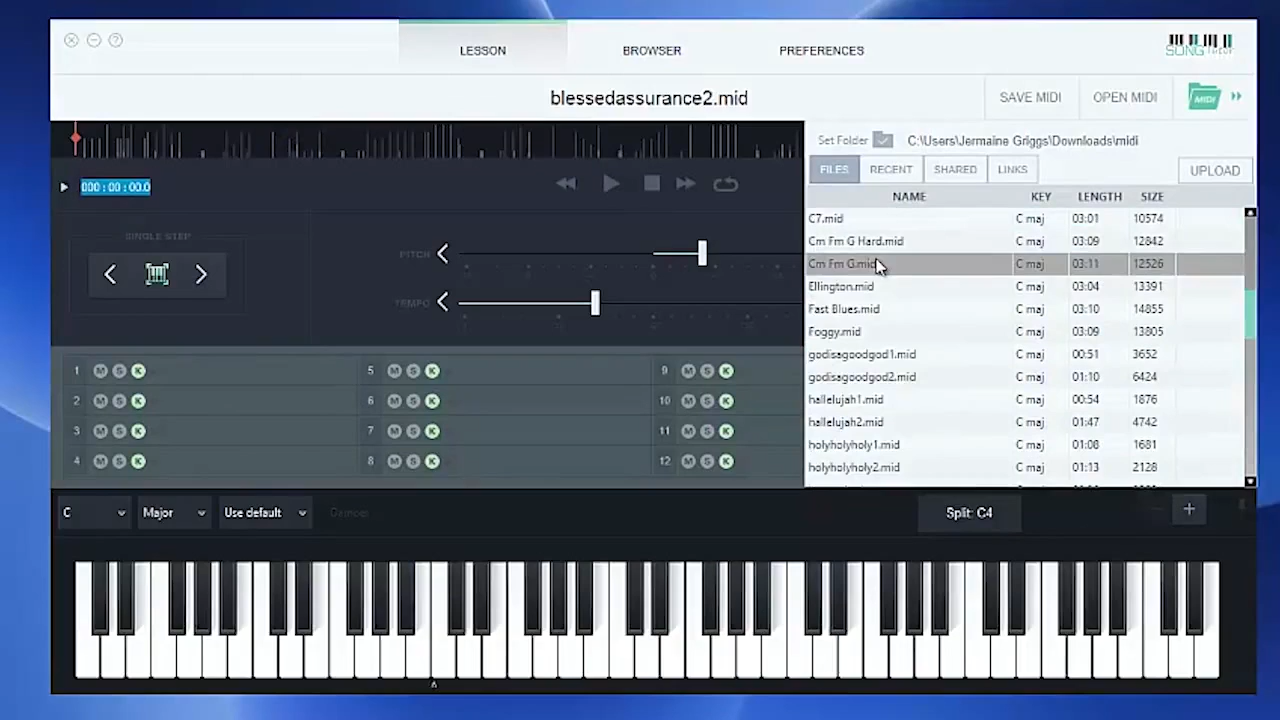 LESSON BROWSER PREFERENCES
SONG
blessedassurance2.mid
SAVE MIDI OPEN MIDI MIDI
Set Folder C:\Users\Jermaine Griggs\Downloads\midi
FILES RECENT SHARED LINKS UPLOAD
NAME KEY LENGTH SIZE
C7.mid C maj 03:01 10574
Cm Fm G Hard.mid C maj 03:09 12842
Cm Fm G.mid C maj 03:11 12526
Ellington.mid C maj 03:04 13391
Fast Blues.mid C maj 03:10 14855
Foggy.mid C maj 03:09 13805
godisagoodgod1.mid C maj 00:51 3652
godisagoodgod2.mid C maj 01:10 6424
hallelujah1.mid C maj 00:54 1876
hallelujah2.mid C maj 01:47 4742
holyholyholy1.mid C maj 01:08 1681
holyholyholy2.mid C maj 01:13 2128
000 : 00 : 00.0
SINGLE STEP
PITCH
TEMPO
1 M S K 5 M S K 9 M S K
2 M S K 6 M S K 10 M S K
3 M S K 7 M S K 11 M S K
4 M S K 8 M S K 12 M S K
C Major Use default Split: C4